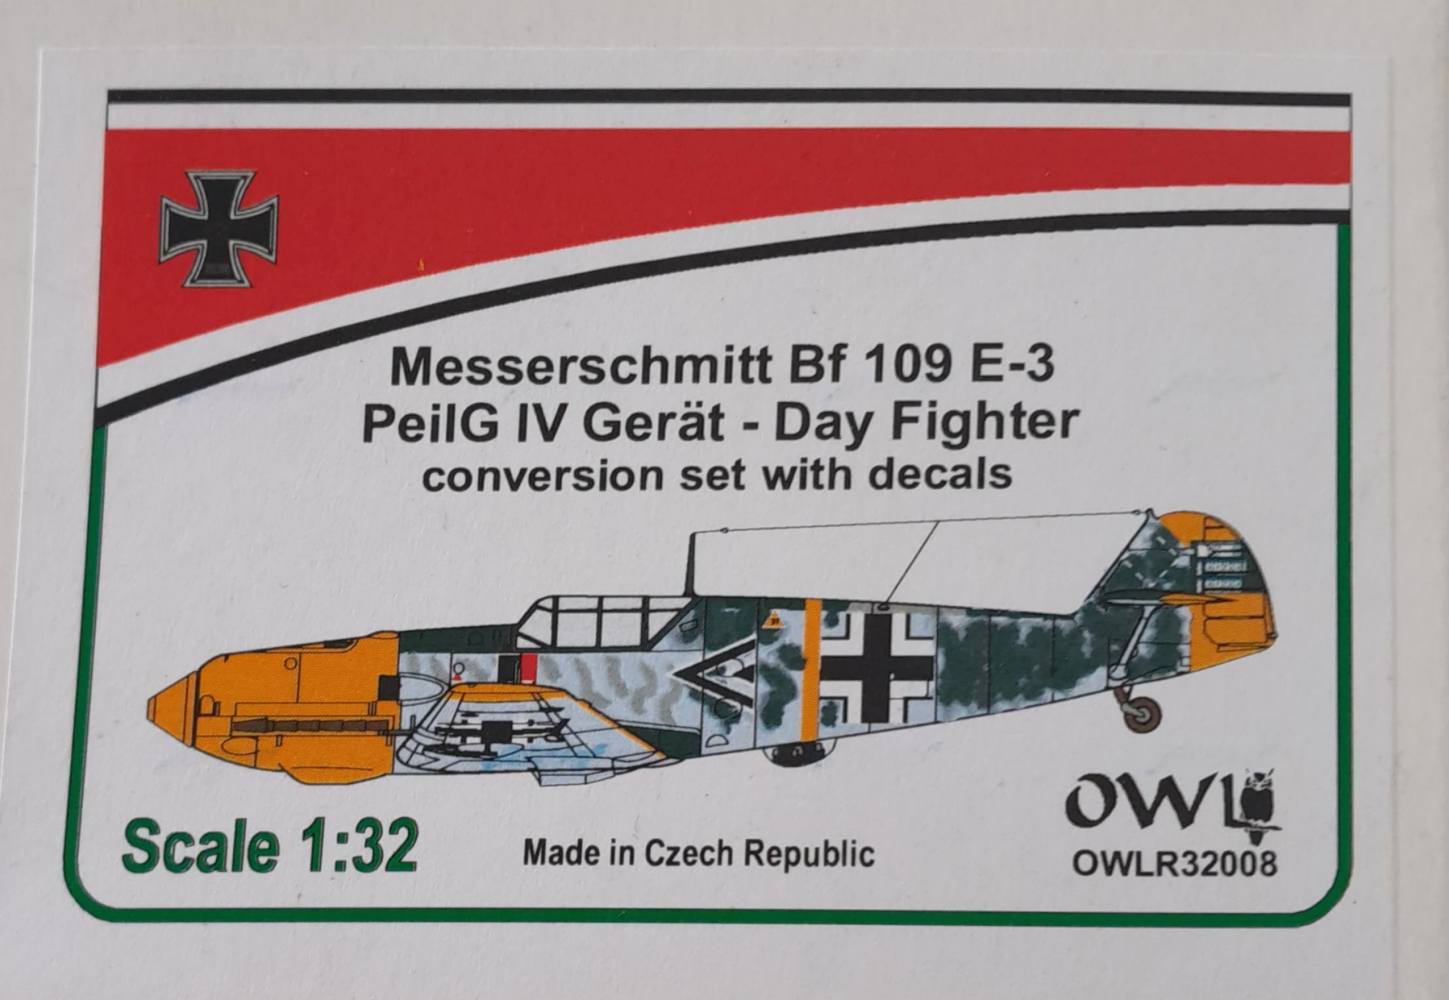 Messerschmitt Bf 109 E-3
PeilG IV Gerät - Day Fighter
conversion set with decals
Scale 1:32
Made in Czech Republic
OWL
OWLR32008